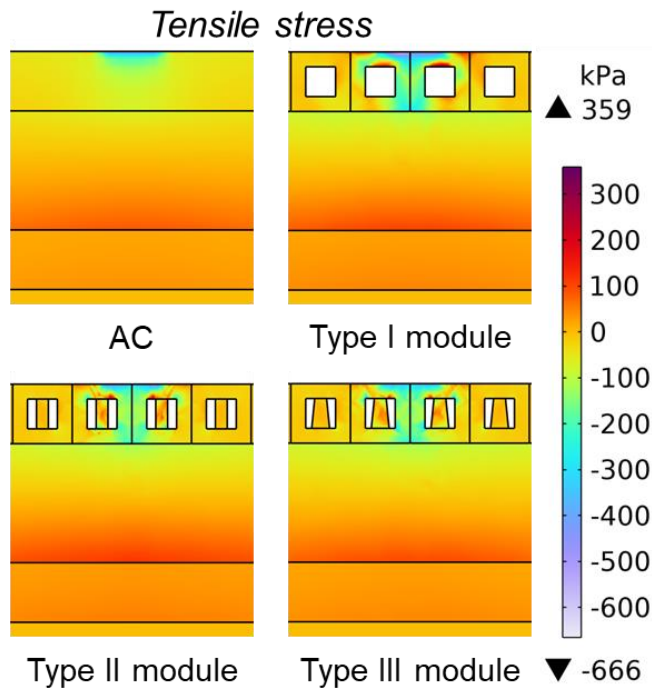 Tensile stress
kPa
▲ 359
300
200
100
0
-100
-200
-300
-400
-500
-600
▼ -666
AC
Type I module
Type II module
Type III module